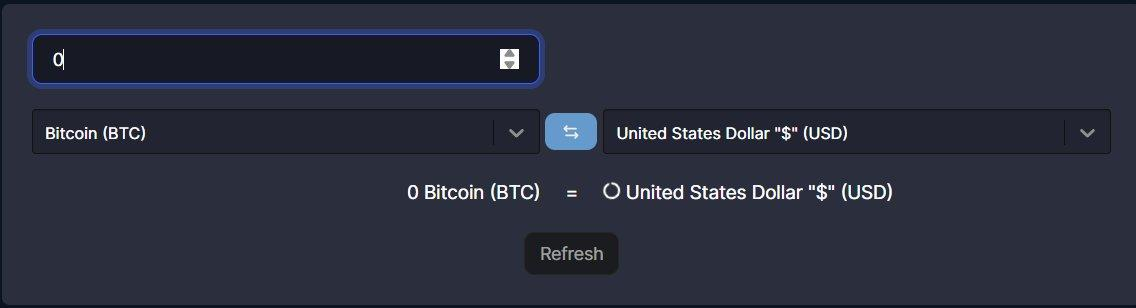 0
Bitcoin (BTC) United States Dollar "$" (USD)
0 Bitcoin (BTC) = United States Dollar "$" (USD)
Refresh